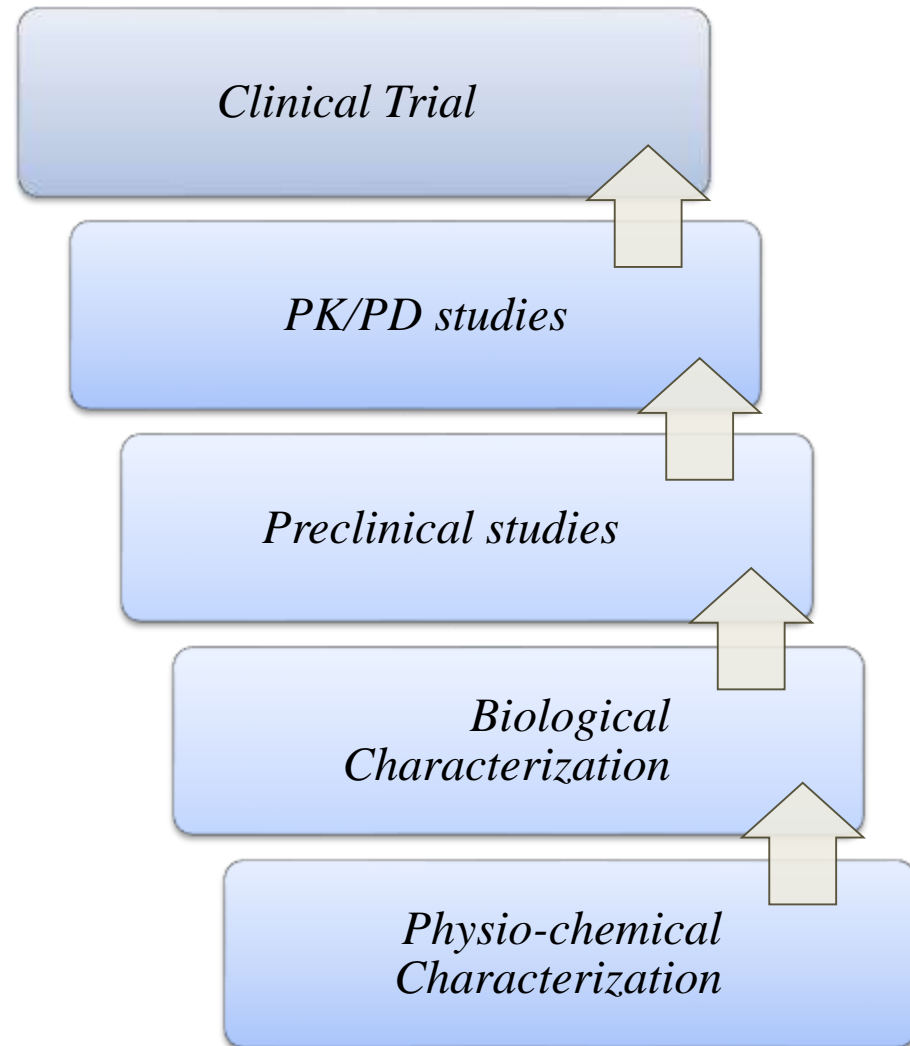 Clinical Trial
PK/PD studies
Preclinical studies
Biological
Characterization
Physio-chemical
Characterization